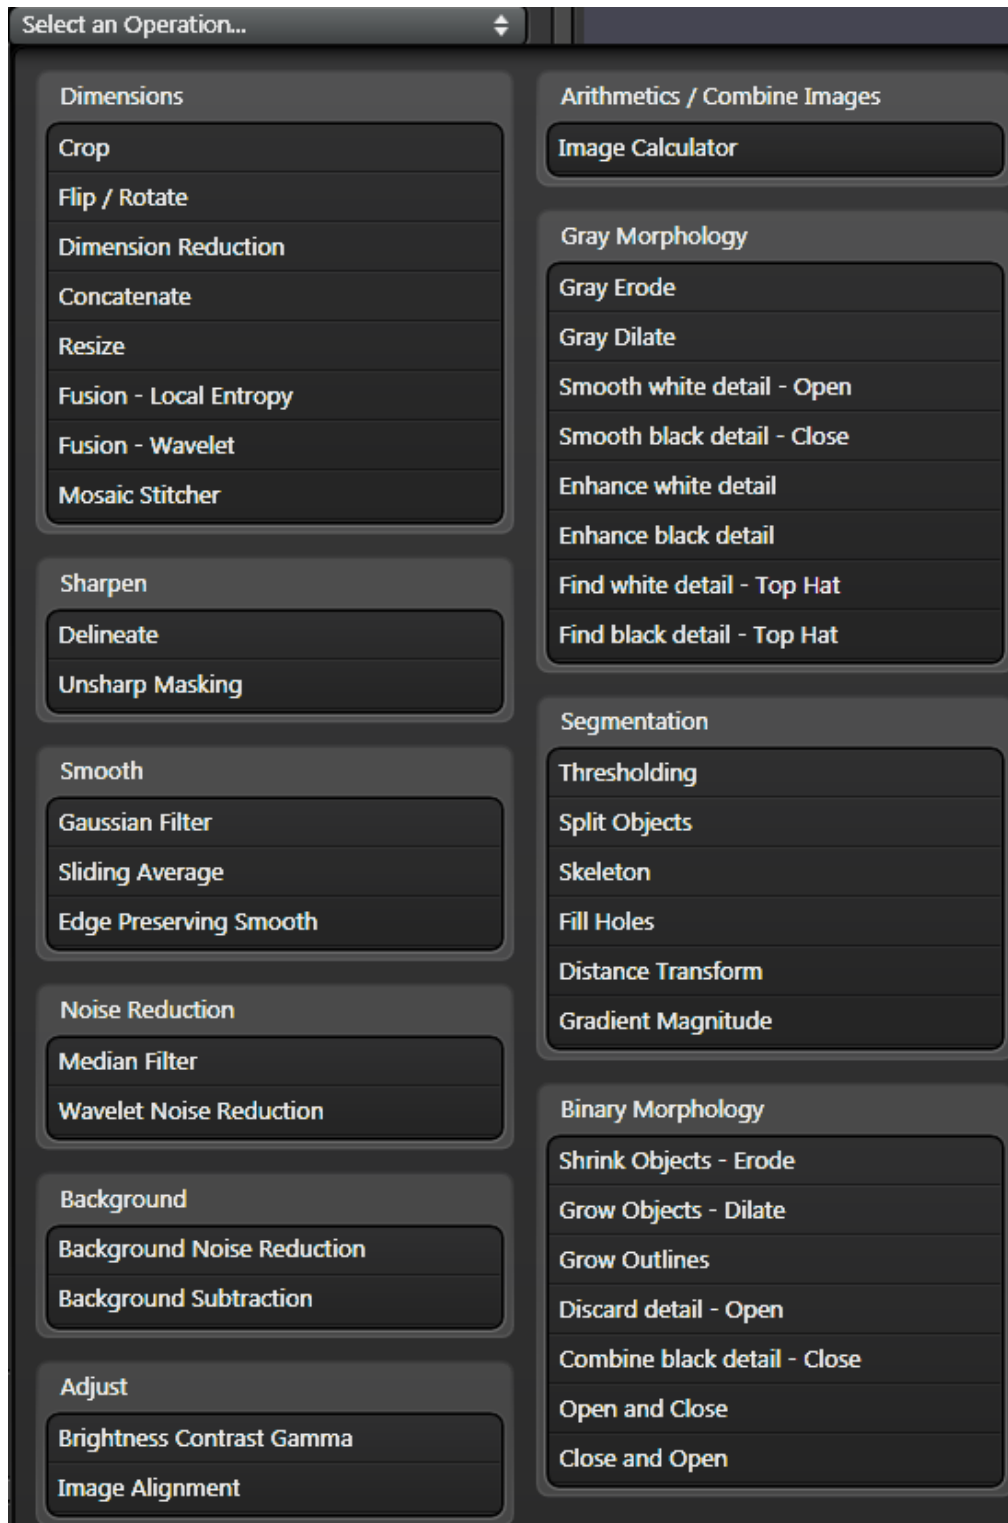 Select an Operation...
Dimensions
Crop
Flip / Rotate
Dimension Reduction
Concatenate
Resize
Fusion - Local Entropy
Fusion - Wavelet
Mosaic Stitcher
Sharpen
Delineate
Unsharp Masking
Smooth
Gaussian Filter
Sliding Average
Edge Preserving Smooth
Noise Reduction
Median Filter
Wavelet Noise Reduction
Background
Background Noise Reduction
Background Subtraction
Adjust
Brightness Contrast Gamma
Image Alignment
Arithmetics / Combine Images
Image Calculator
Gray Morphology
Gray Erode
Gray Dilate
Smooth white detail - Open
Smooth black detail - Close
Enhance white detail
Enhance black detail
Find white detail - Top Hat
Find black detail - Top Hat
Segmentation
Thresholding
Split Objects
Skeleton
Fill Holes
Distance Transform
Gradient Magnitude
Binary Morphology
Shrink Objects - Erode
Grow Objects - Dilate
Grow Outlines
Discard detail - Open
Combine black detail - Close
Open and Close
Close and Open